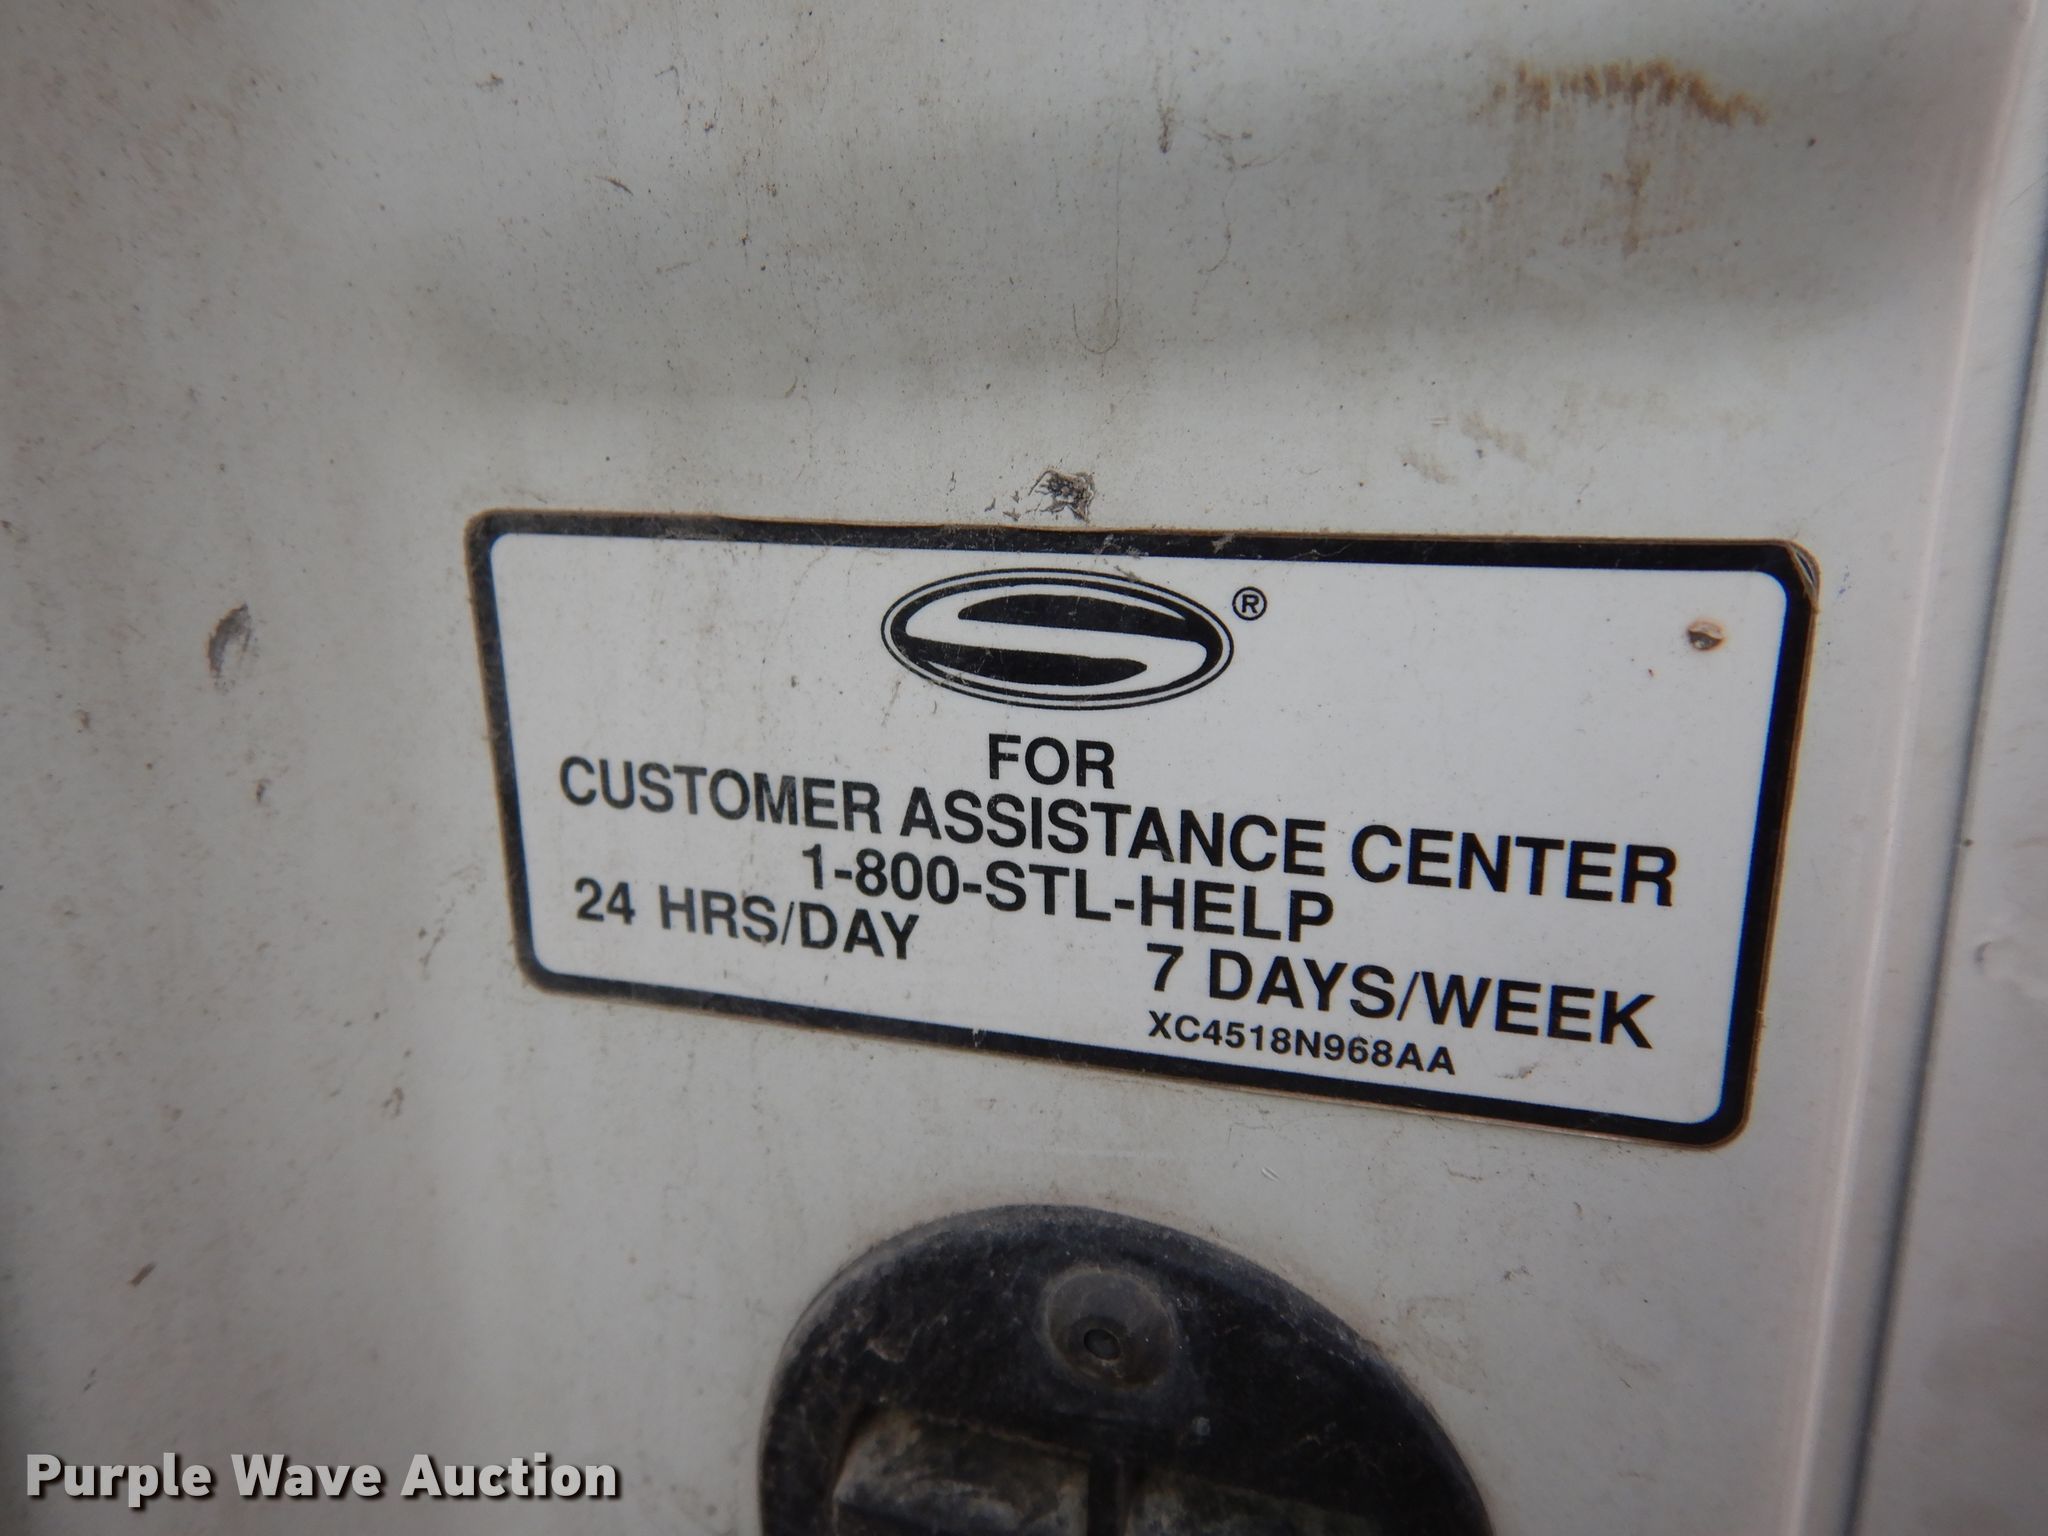 ®
FOR
CUSTOMER ASSISTANCE CENTER
1-800-STL-HELP
24 HRS/DAY 7 DAYS/WEEK
XC4518N968AA
Purple Wave Auction